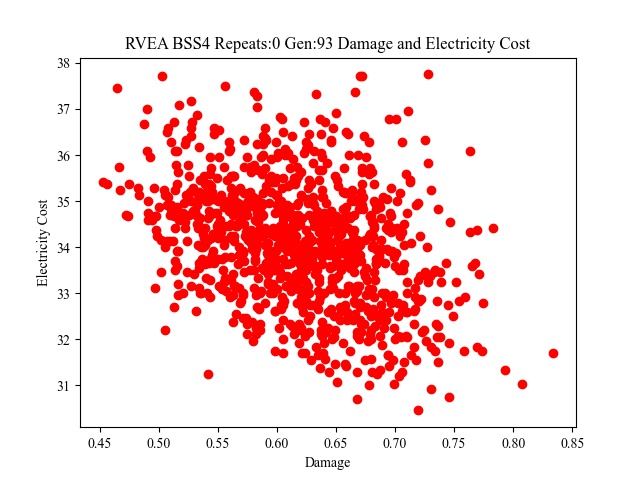 RVEA BSS4 Repeats:0 Gen:93 Damage and Electricity Cost
38
37
36
35
34
33
32
31
Electricity Cost
0.45 0.50 0.55 0.60 0.65 0.70 0.75 0.80 0.85
Damage